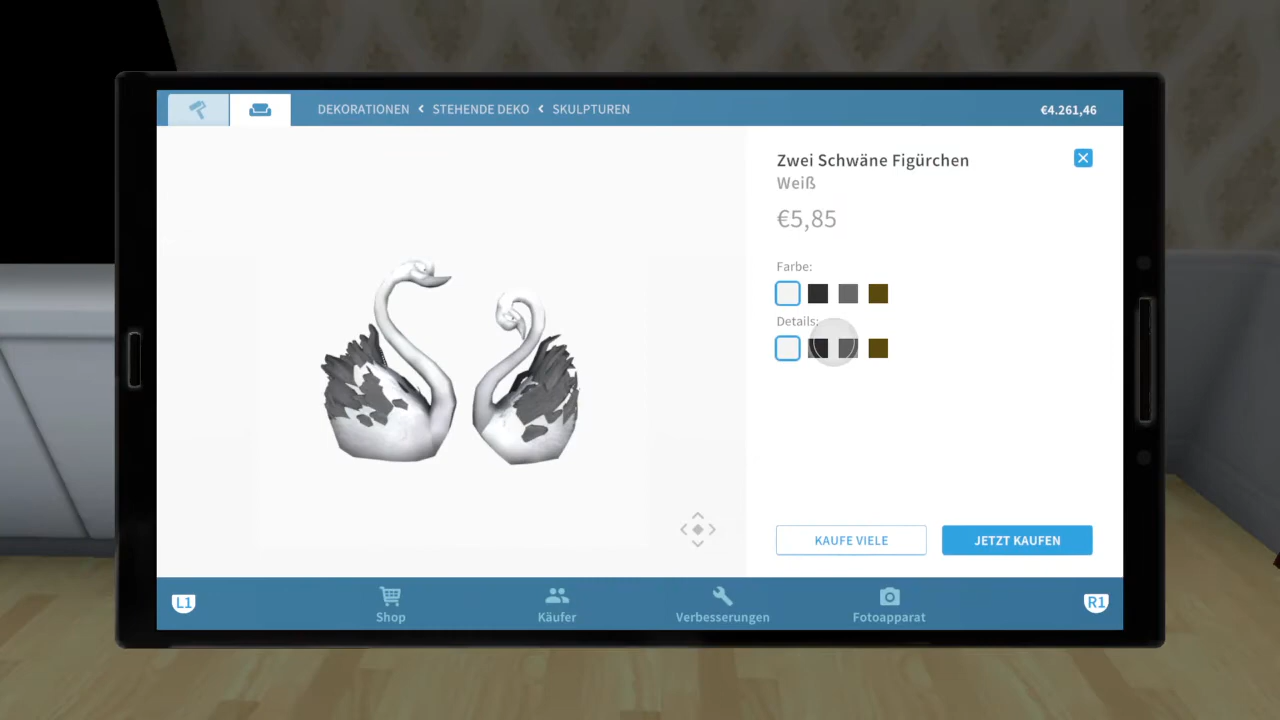 DEKORATIONEN < STEHENDE DEKO < SKULPTUREN
€4.261,46
Zwei Schwäne Figürchen
Weiß
€5,85
Farbe:
Details:
KAUFE VIELE
JETZT KAUFEN
L1
Shop
Käufer
Verbesserungen
Fotoapparat
R1